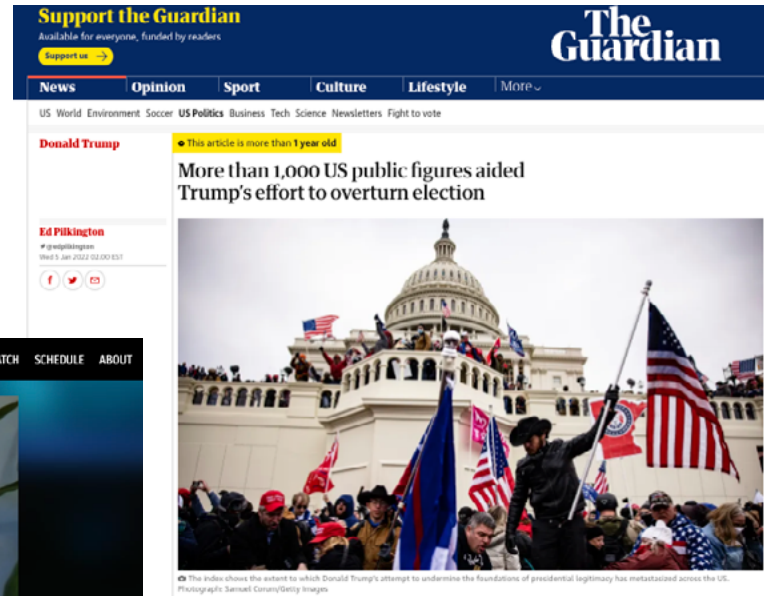 Support the Guardian
Available for everyone, funded by readers
Support us →
The
Guardian
News
Opinion
Sport
Culture
Lifestyle
More
US World Environment Soccer US Politics Business Tech Science Newsletters Fight to vote
Donald Trump
This article is more than 1 year old
More than 1,000 US public figures aided
Trump's effort to overturn election
Ed Pilkington
@edpilkington
Wed 5 Jan 2022 02.00 EST
ATCH SCHEDULE ABOUT
The index shows the extent to which Donald Trump's attempt to undermine the foundations of presidential legitimacy has metastasized across the US.
Photograph: Samuel Corum/Getty Images